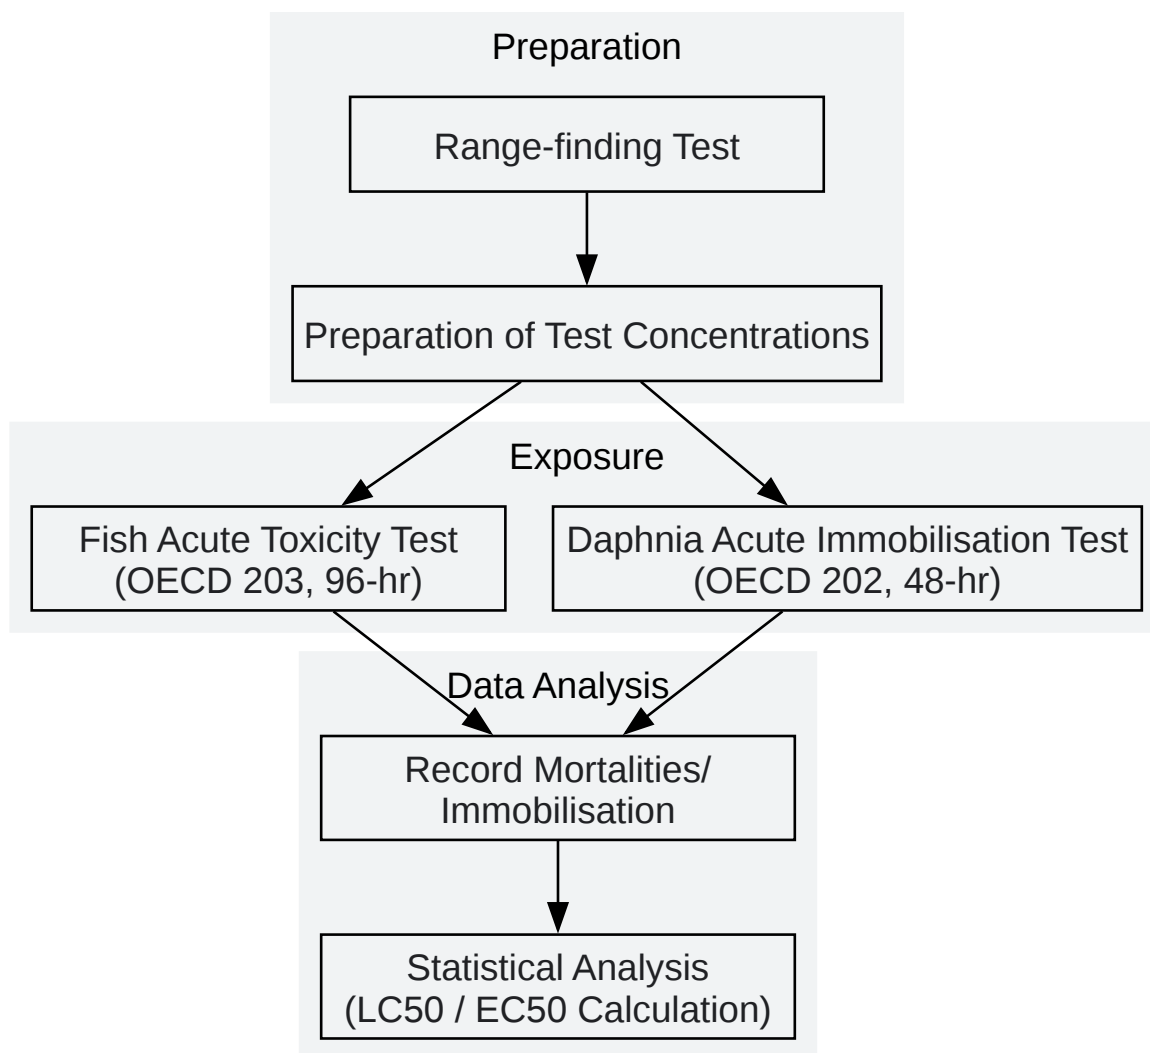 Preparation
Range-finding Test
Preparation of Test Concentrations
Exposure
Fish Acute Toxicity Test
(OECD 203, 96-hr)
Daphnia Acute Immobilisation Test
(OECD 202, 48-hr)
Data Analysis
Record Mortalities/
Immobilisation
Statistical Analysis
(LC50 / EC50 Calculation)